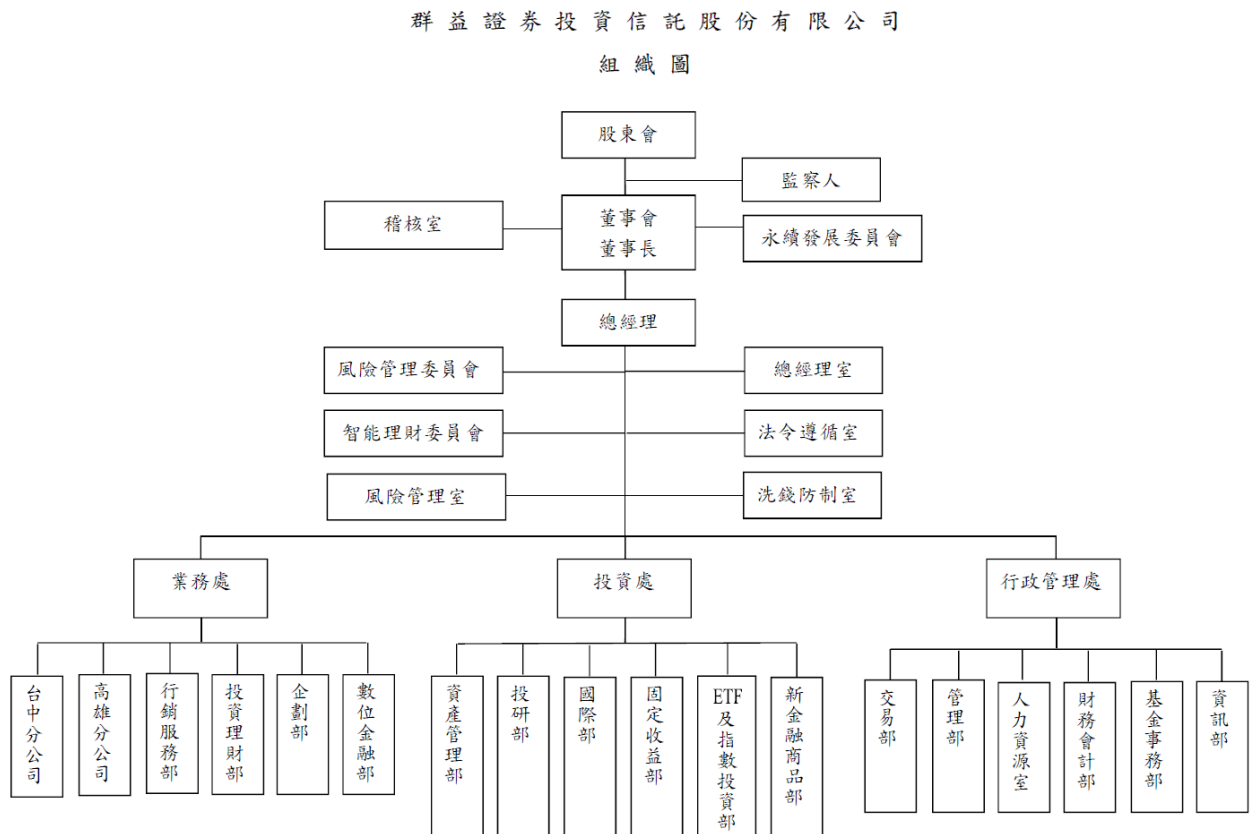 群益證券投資信託股份有限公司
組織圖
股東會
監察人
稽核室
董事會
董事長
永續發展委員會
總經理
風險管理委員會
總經理室
智能理財委員會
法令遵循室
風險管理室
洗錢防制室
業務處
投資處
行政管理處
台中分公司
高雄分公司
行銷服務部
投資理財部
企劃部
數位金融部
資產管理部
投研部
國際部
固定收益部
ETF及指數投資部
新金融商品部
交易部
管理部
人力資源室
財務會計部
基金事務部
資訊部